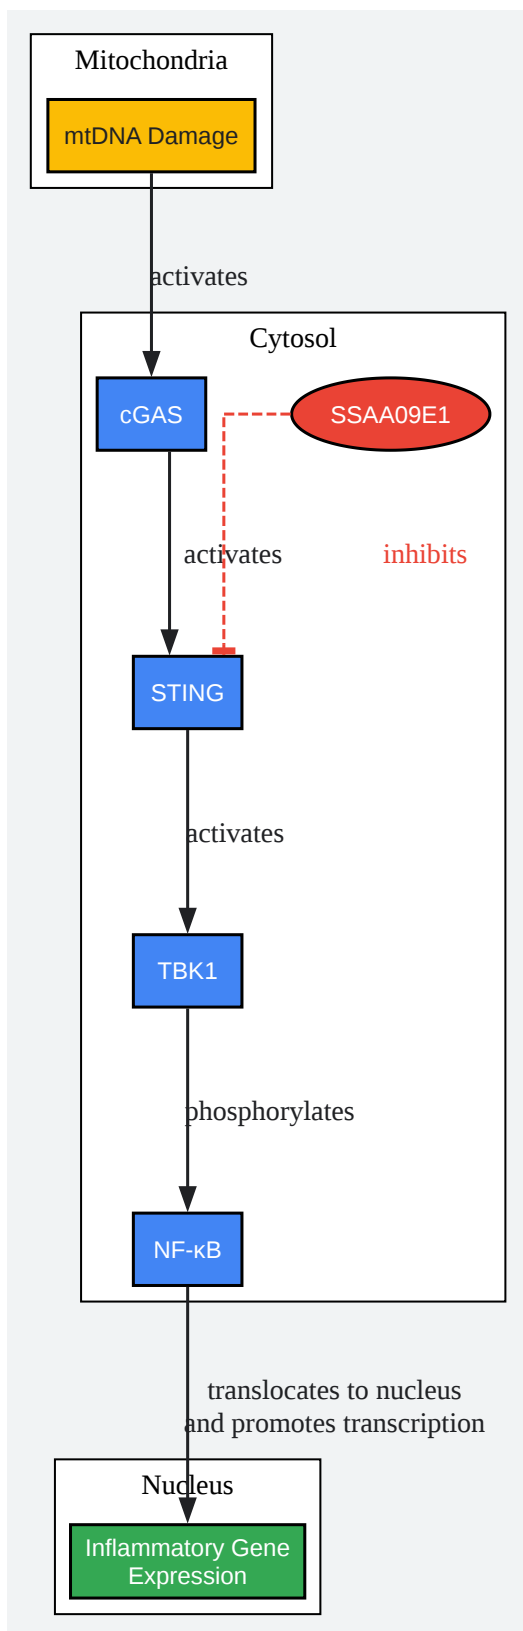 Mitochondria
mtDNA Damage
activates
Cytosol
cGAS
SSAA09E1
activates
inhibits
STING
activates
TBK1
phosphorylates
NF-κB
translocates to nucleus
and promotes transcription
Nucleus
Inflammatory Gene
Expression